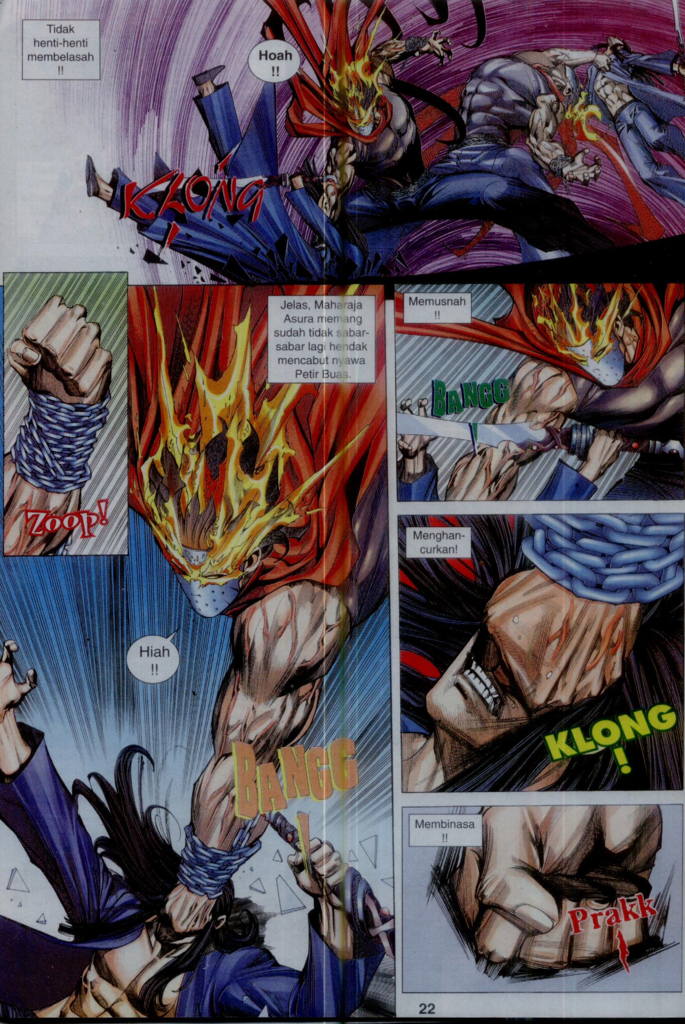 Tidak
henti-henti
membelasah
!!
Hoah
!!
KLONG
!
Jelas, Maharaja
Asura memang
sudah tidak sabar-
sabar lagi hendak
mencabut nyawa
Petir Buas.
ZOOP!
Hiah
!!
BANGG
!
Memusnah
!!
BANGG
!
Menghan-
curkan!
KLONG
!
Membinasa
!!
Prakk
!
22